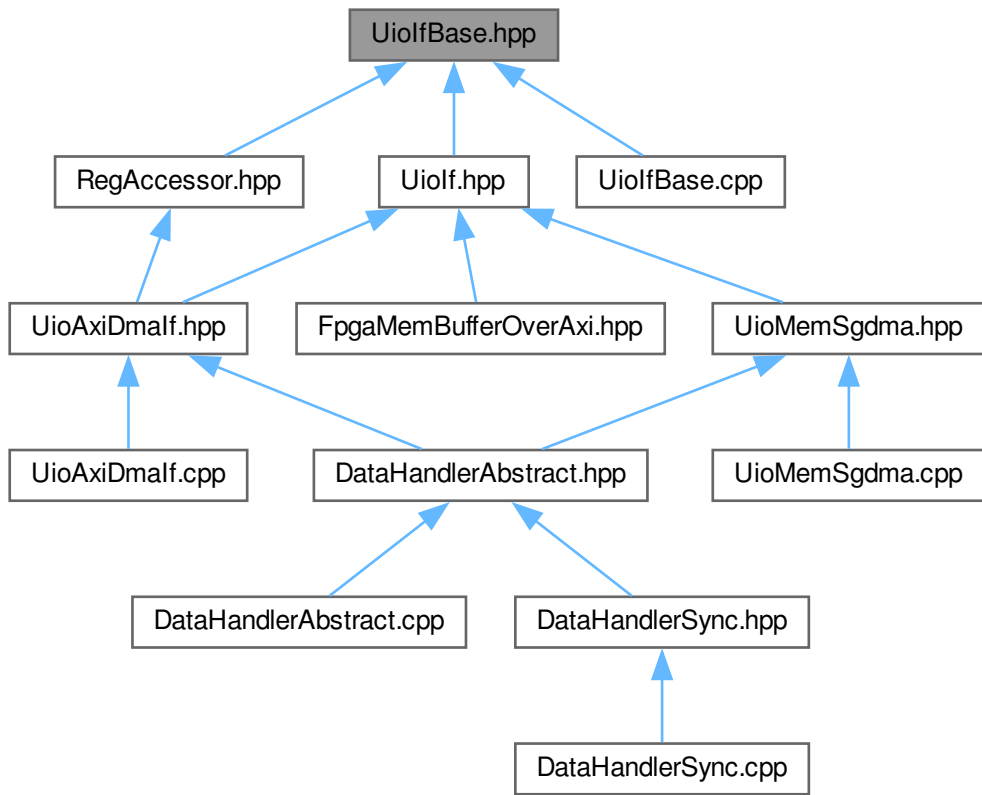 UioIfBase.hpp
RegAccessor.hpp
UioIf.hpp
UioIfBase.cpp
UioAxiDmaIf.hpp
FpgaMemBufferOverAxi.hpp
UioMemSgdma.hpp
UioAxiDmaIf.cpp
DataHandlerAbstract.hpp
UioMemSgdma.cpp
DataHandlerAbstract.cpp
DataHandlerSync.hpp
DataHandlerSync.cpp